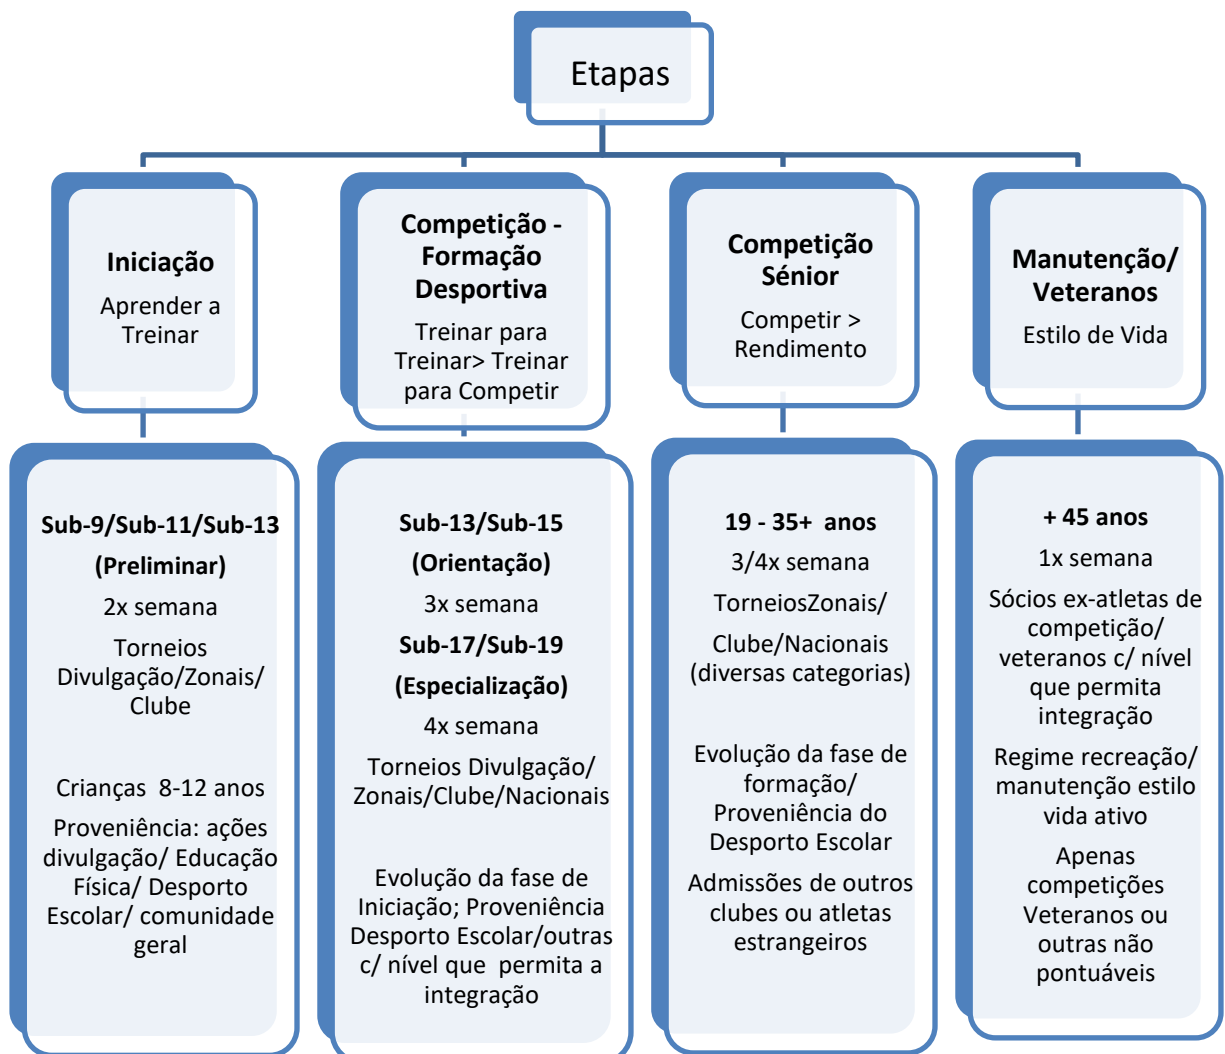 Etapas
Iniciação
Aprender a
Treinar
Competição -
Formação
Desportiva
Treinar para
Treinar> Treinar
para Competir
Competição
Sénior
Competir >
Rendimento
Manutenção/
Veteranos
Estilo de Vida
Sub-9/Sub-11/Sub-13
(Preliminar)
2x semana
Torneios
Divulgação/Zonais/
Clube
Crianças 8-12 anos
Proveniência: ações
divulgação/ Educação
Física/ Desporto
Escolar/ comunidade
geral
Sub-13/Sub-15
(Orientação)
3x semana
Sub-17/Sub-19
(Especialização)
4x semana
Torneios Divulgação/
Zonais/Clube/Nacionais
Evolução da fase de
Iniciação; Proveniência
Desporto Escolar/outras
c/ nível que permita a
integração
19 - 35+ anos
3/4x semana
TorneiosZonais/
Clube/Nacionais
(diversas categorias)
Evolução da fase de
formação/
Proveniência do
Desporto Escolar
Admissões de outros
clubes ou atletas
estrangeiros
+ 45 anos
1x semana
Sócios ex-atletas de
competição/
veteranos c/ nível
que permita
integração
Regime recreação/
manutenção estilo
vida ativo
Apenas
competições
Veteranos ou
outras não
pontuáveis